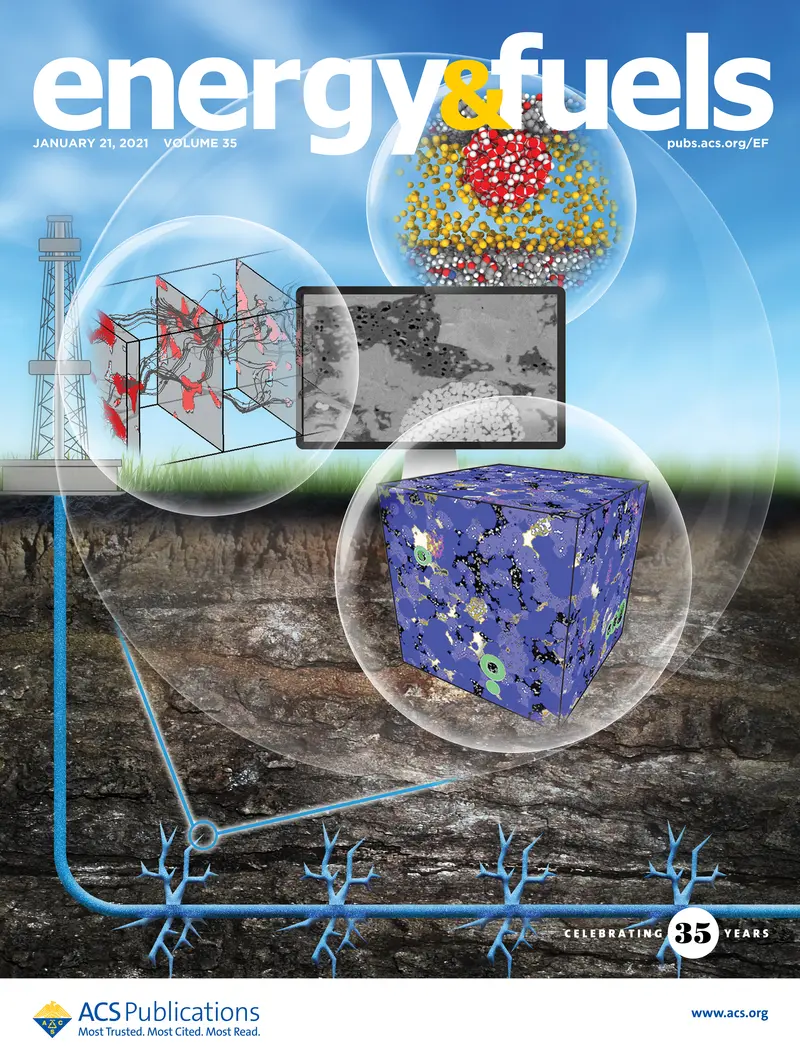 energy&fuels
JANUARY 21, 2021 VOLUME 35
pubs.acs.org/EF
CELEBRATING 35 YEARS
A C S
ACS Publications
Most Trusted. Most Cited. Most Read.
www.acs.org